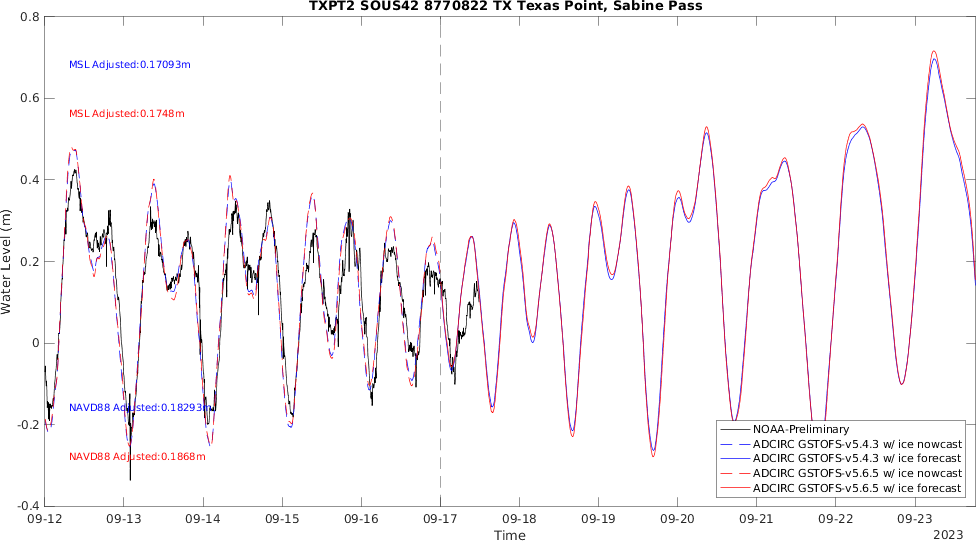 TXPT2 SOUS42 8770822 TX Texas Point, Sabine Pass
0.8
0.6
0.4
0.2
0
-0.2
-0.4
Water Level (m)
MSL Adjusted:0.17093m
MSL Adjusted:0.1748m
NAVD88 Adjusted:0.18293m
NAVD88 Adjusted:0.1868m
NOAA-Preliminary
ADCIRC GSTOFS-v5.4.3 w/ ice nowcast
ADCIRC GSTOFS-v5.4.3 w/ ice forecast
ADCIRC GSTOFS-v5.6.5 w/ ice nowcast
ADCIRC GSTOFS-v5.6.5 w/ ice forecast
09-12 09-13 09-14 09-15 09-16 09-17 09-18 09-19 09-20 09-21 09-22 09-23
Time
2023